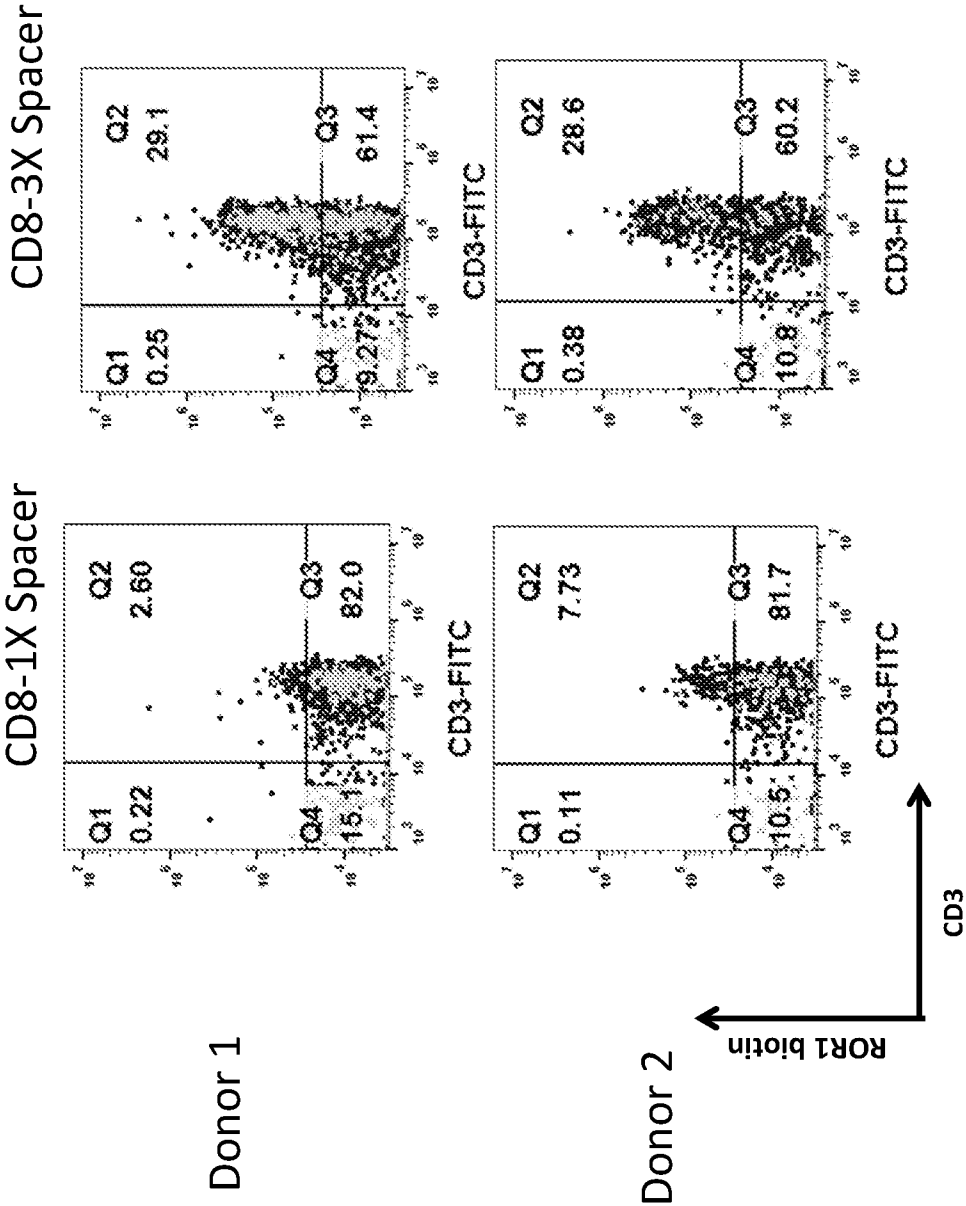 CD8-1X Spacer
CD8-3X Spacer
Donor 1
Q1
0.22
Q2
2.60
Q4
15.1
Q3
82.0
CD3-FITC
Q1
0.25
Q2
29.1
Q4
9.27
Q3
61.4
CD3-FITC
Donor 2
Q1
0.11
Q2
7.73
Q4
10.5
Q3
81.7
CD3-FITC
Q1
0.38
Q2
28.6
Q4
10.8
Q3
60.2
CD3-FITC
ROR1 biotin
CD3